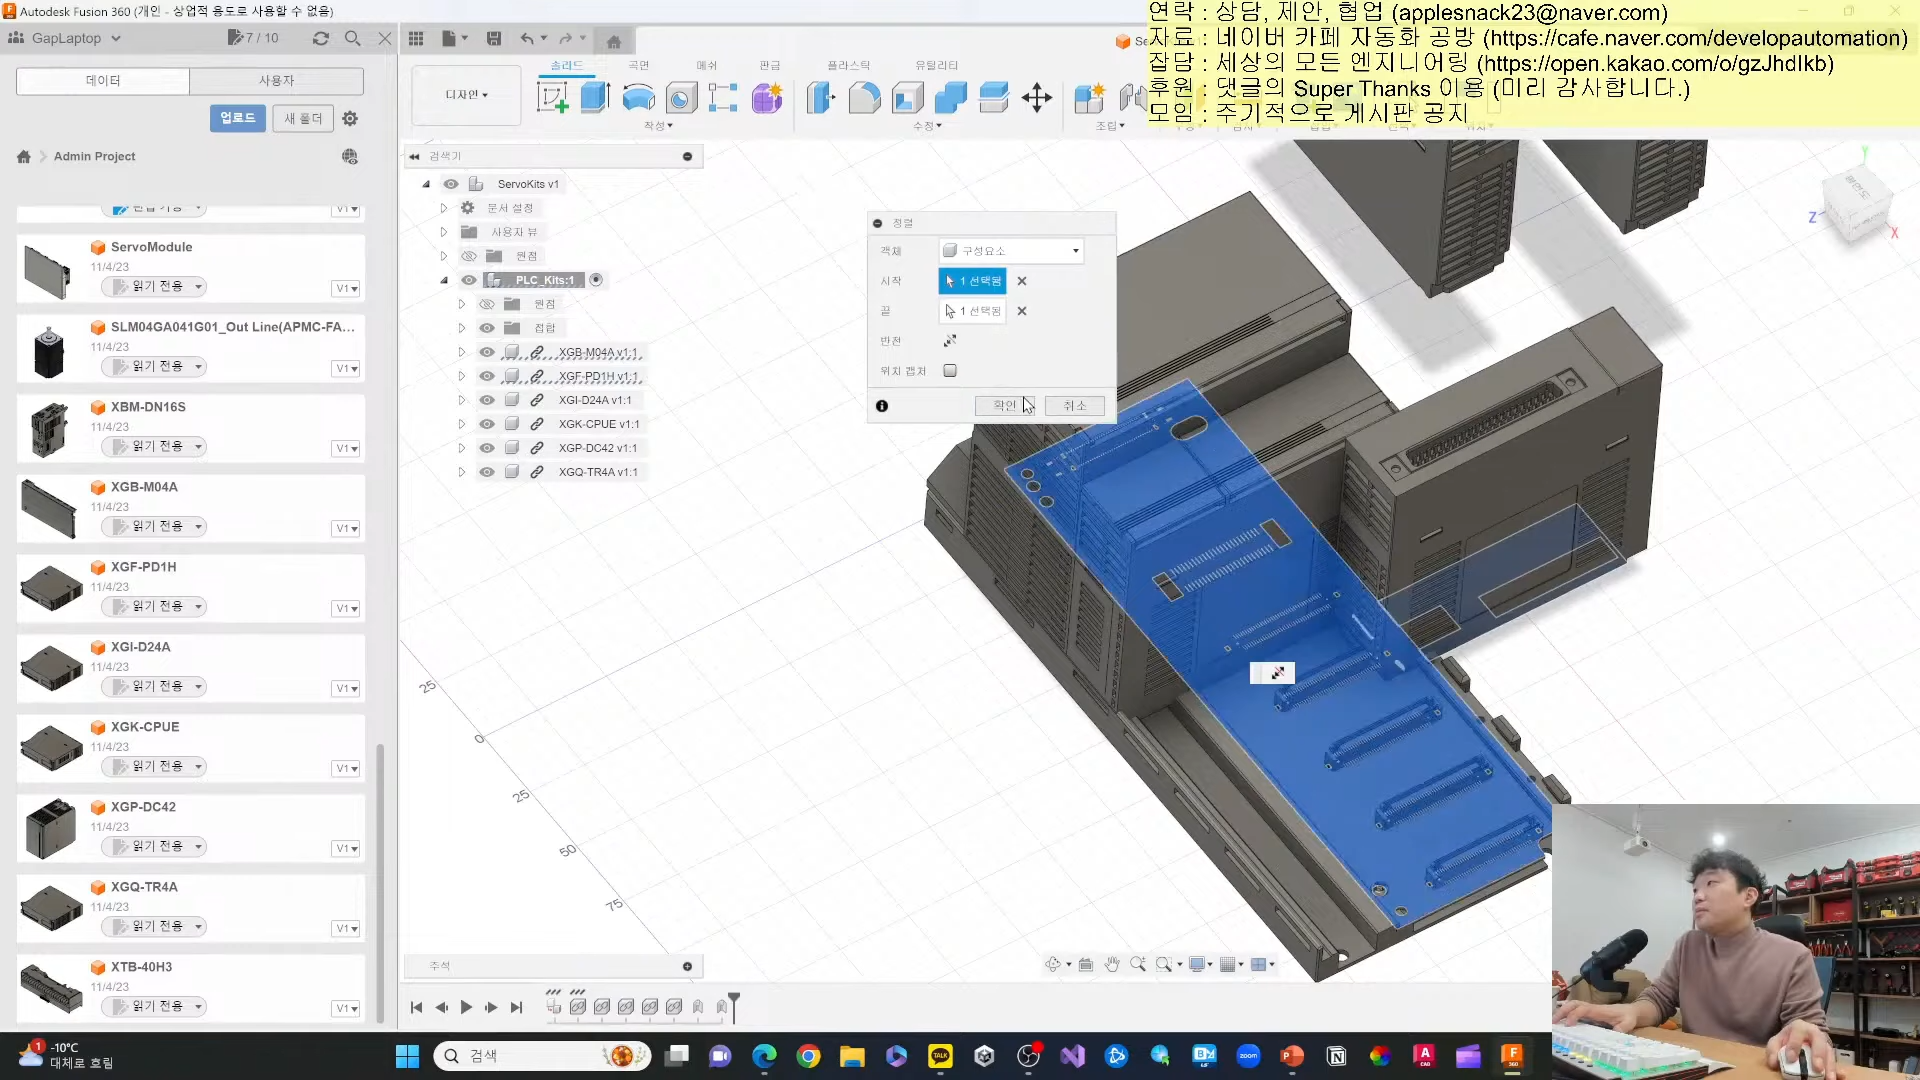 Autodesk Fusion 360 (개인 - 상업적 용도로 사용할 수 없음)
연락 : 상담, 제안, 협업 (applesnack23@naver.com)
자료 : 네이버 카페 자동화 공방 (https://cafe.naver.com/developautomation)
잡담 : 세상의 모든 엔지니어링 (https://open.kakao.com/o/gzJhdIkb)
후원 : 댓글의 Super Thanks 이용 (미리 감사합니다.)
모임 : 주기적으로 게시판 공지
GapLaptop
7 / 10
데이터
사용자
업로드
새 폴더
Admin Project
V1
ServoModule
11/4/23
읽기 전용
V1
SLM04GA041G01_Out Line(APMC-FA...
11/4/23
읽기 전용
V1
XBM-DN16S
11/4/23
읽기 전용
V1
XGB-M04A
11/4/23
읽기 전용
V1
XGF-PD1H
11/4/23
읽기 전용
V1
XGI-D24A
11/4/23
읽기 전용
V1
XGK-CPUE
11/4/23
읽기 전용
V1
XGP-DC42
11/4/23
읽기 전용
V1
XGQ-TR4A
11/4/23
읽기 전용
V1
XTB-40H3
11/4/23
읽기 전용
V1
디자인
솔리드
곡면
메쉬
판금
플라스틱
유틸리티
작성
수정
조립
검색기
ServoKits v1
문서 설정
사용자 뷰
원점
PLC_Kits:1
원점
접합
XGB-M04A v1:1
XGF-PD1H v1:1
XGI-D24A v1:1
XGK-CPUE v1:1
XGP-DC42 v1:1
XGQ-TR4A v1:1
정렬
객체
구성요소
시작
1 선택됨
끝
1 선택됨
반전
위치 캡처
확인
취소
Y
Z
X
평면도
25
0
25
50
75
주석
1
-10°C
대체로 흐림
검색
TALK
zoom